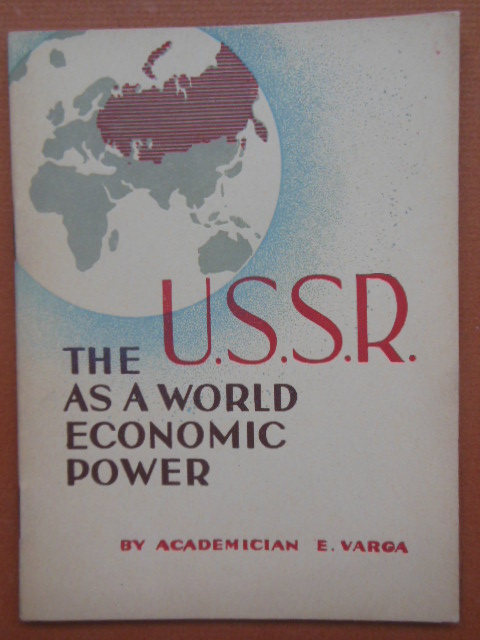 THE U.S.S.R.
AS A WORLD
ECONOMIC
POWER
BY ACADEMICIAN E. VARGA